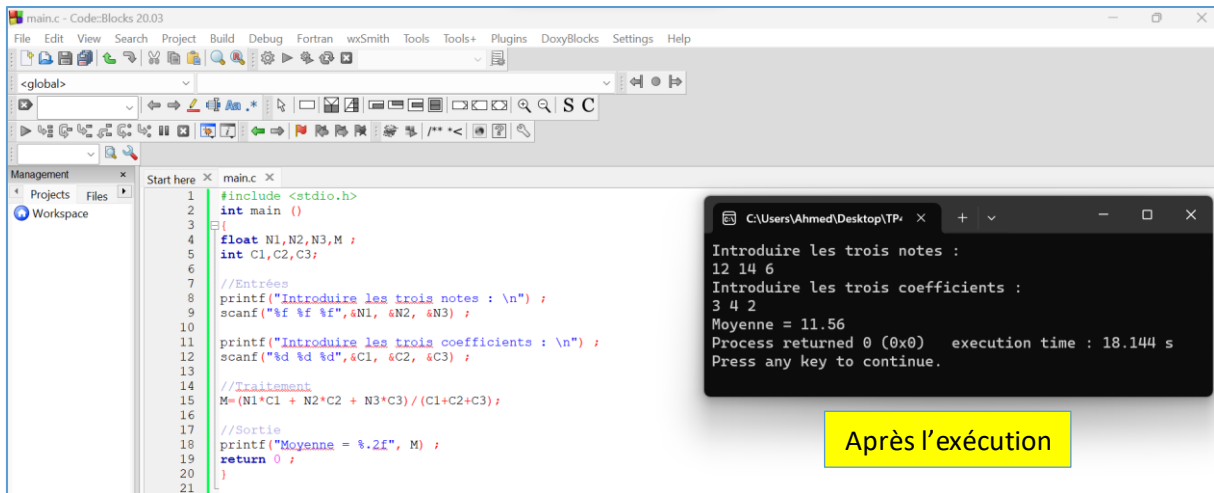 main.c - Code::Blocks 20.03
File Edit View Search Project Build Debug Fortran wxSmith Tools Tools+ Plugins DoxyBlocks Settings Help
<global>
S C
Management
Projects Files
Workspace
Start here main.c
1 #include <stdio.h>
2 int main ()
3 {
4 float N1,N2,N3,M ;
5 int C1,C2,C3;
6
7 //Entrées
8 printf("Introduire les trois notes : \n") ;
9 scanf("%f %f %f",&N1, &N2, &N3) ;
10
11 printf("Introduire les trois coefficients : \n") ;
12 scanf("%d %d %d",&C1, &C2, &C3) ;
13
14 //Traitement
15 M=(N1*C1 + N2*C2 + N3*C3)/(C1+C2+C3);
16
17 //Sortie
18 printf("Moyenne = %.2f", M) ;
19 return 0 ;
20 }
21
C:\Users\Ahmed\Desktop\TP
Introduire les trois notes :
12 14 6
Introduire les trois coefficients :
3 4 2
Moyenne = 11.56
Process returned 0 (0x0) execution time : 18.144 s
Press any key to continue.
Après l'exécution